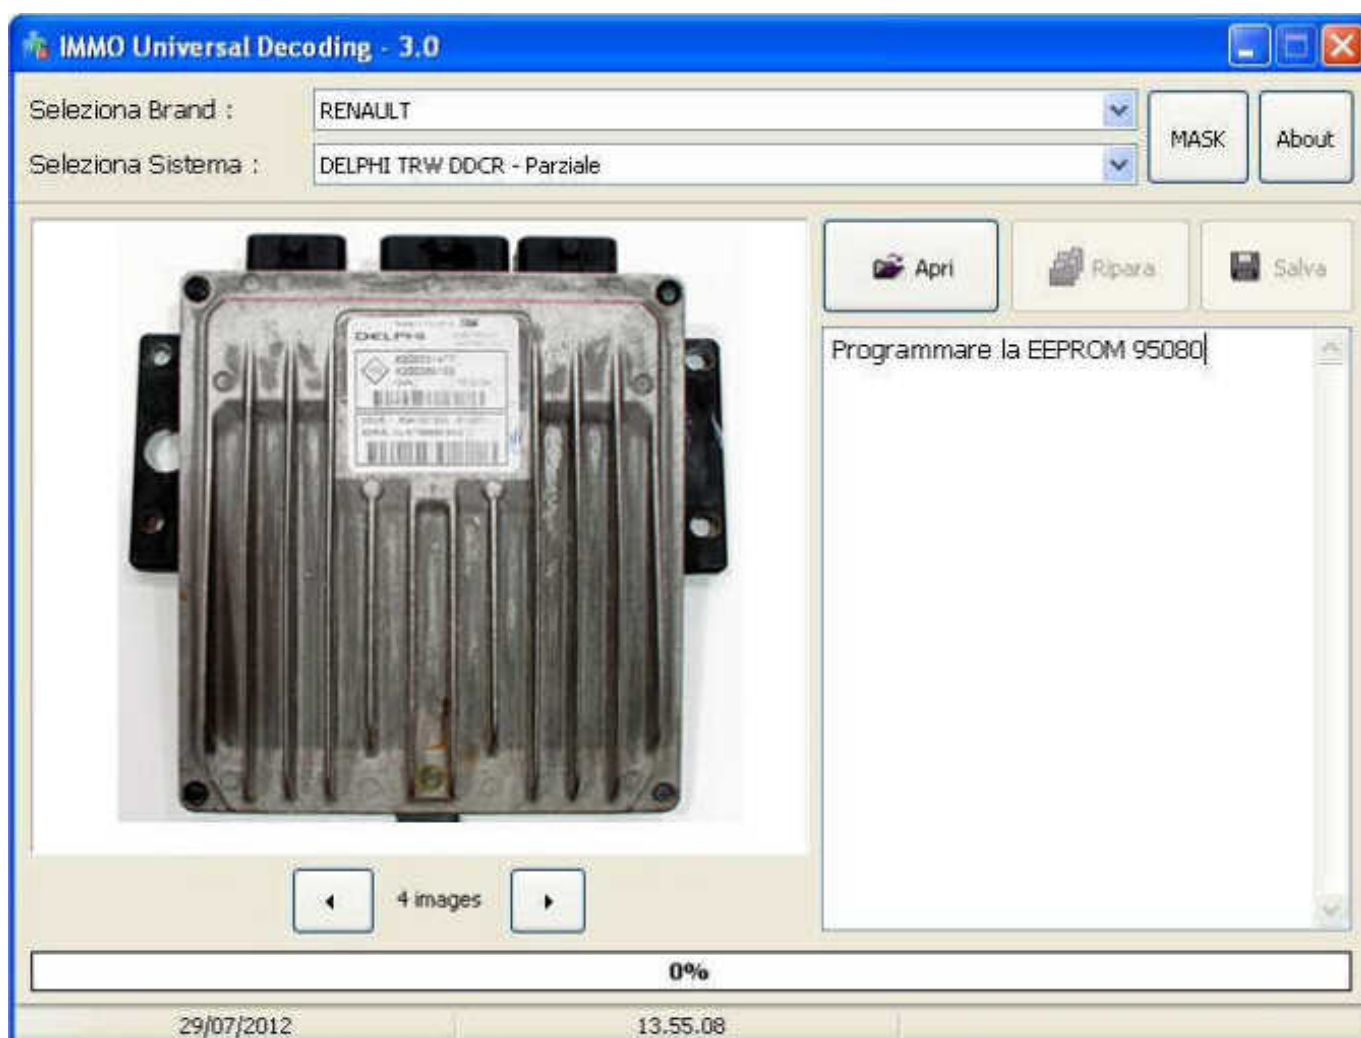 IMMO Universal Decoding - 3.0
Seleziona Brand :
RENAULT
MASK
About
Seleziona Sistema :
DELPHI TRW DDCR - Parziale
Apri
Ripara
Salva
Programmare la EEPROM 95080
DELPHI
4 images
0%
29/07/2012
13.55.08